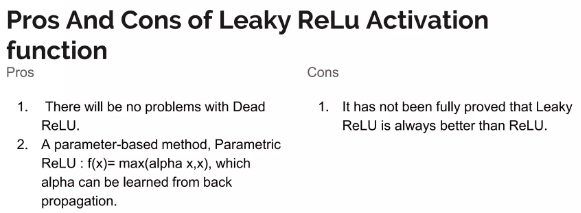 Pros And Cons of Leaky ReLu Activation
function
Pros
1. There will be no problems with Dead
ReLU.
2. A parameter-based method, Parametric
ReLU : f(x)= max(alpha x,x), which
alpha can be learned from back
propagation.
Cons
1. It has not been fully proved that Leaky
ReLU is always better than ReLU.